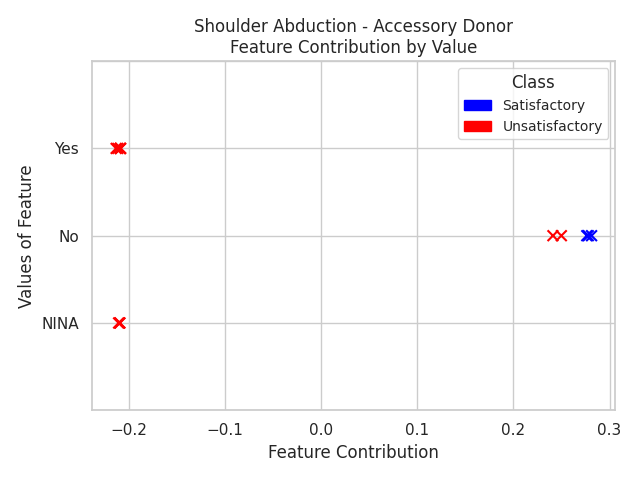 Shoulder Abduction - Accessory Donor
Feature Contribution by Value
Class
Satisfactory
Unsatisfactory
Values of Feature
Yes
No
NINA
−0.2
−0.1
0.0
0.1
0.2
0.3
Feature Contribution